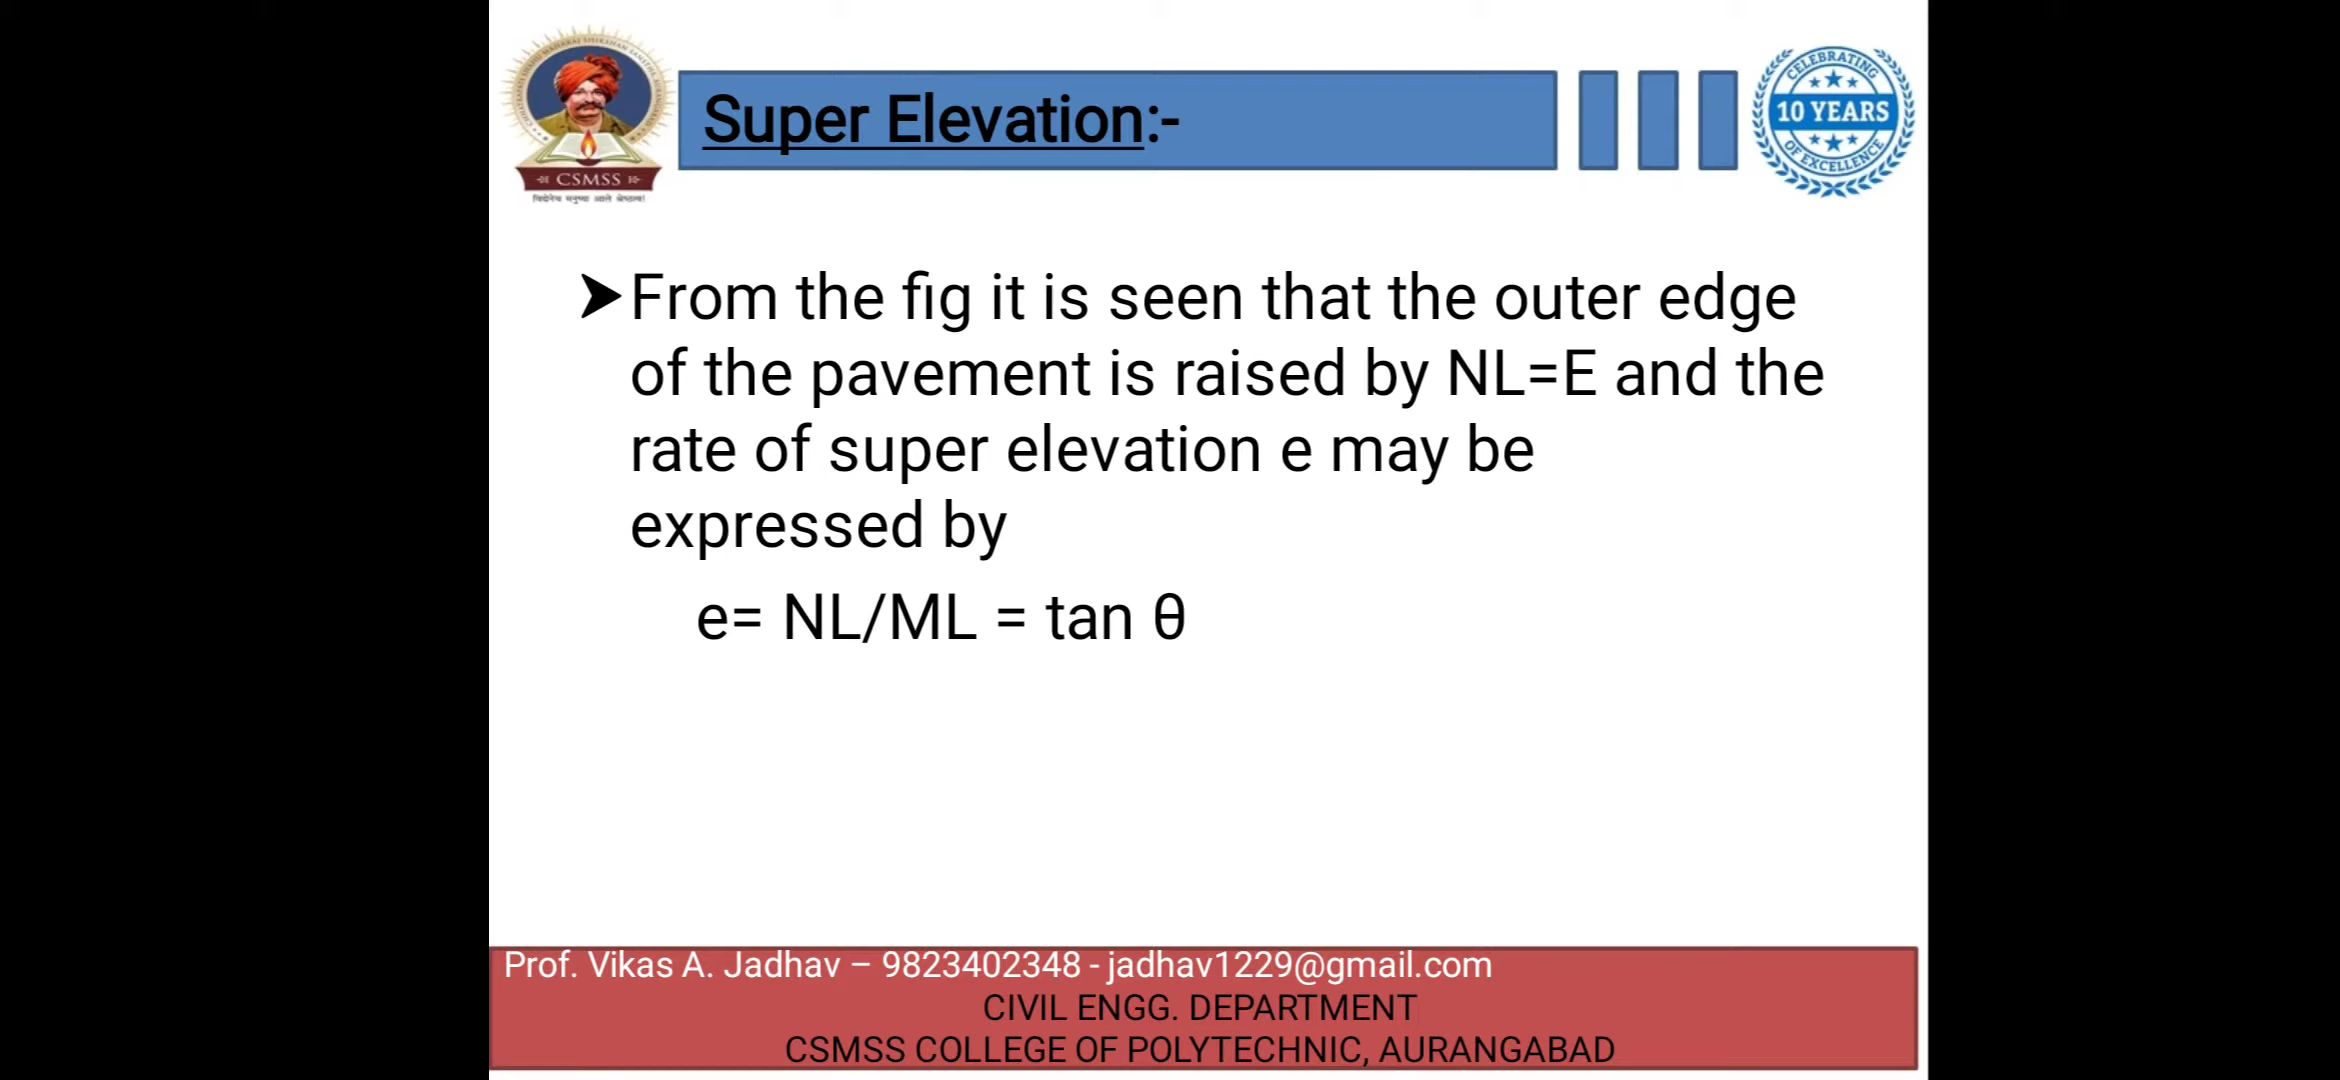 Super Elevation:-
CSMSS
CELEBRATING
10 YEARS
OF EXCELLENCE
➤From the fig it is seen that the outer edge
of the pavement is raised by NL=E and the
rate of super elevation e may be
expressed by
e= NL/ML = tan θ
Prof. Vikas A. Jadhav – 9823402348 - jadhav1229@gmail.com
CIVIL ENGG. DEPARTMENT
CSMSS COLLEGE OF POLYTECHNIC, AURANGABAD